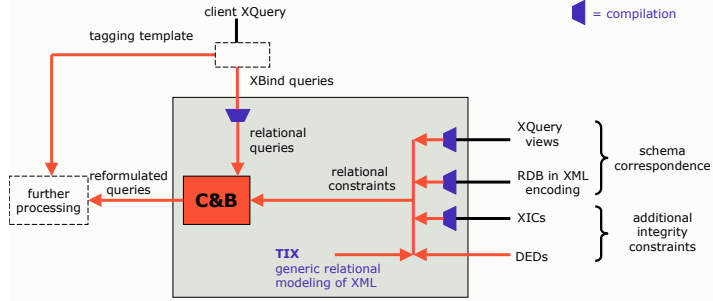 client XQuery
= compilation
tagging template
XBind queries
XQuery
views
relational
queries
schema
correspondence
reformulated
queries
relational
constraints
RDB in XML
encoding
further
processing
C&B
XICs
additional
integrity
constraints
TIX
generic relational
modeling of XML
DEDs